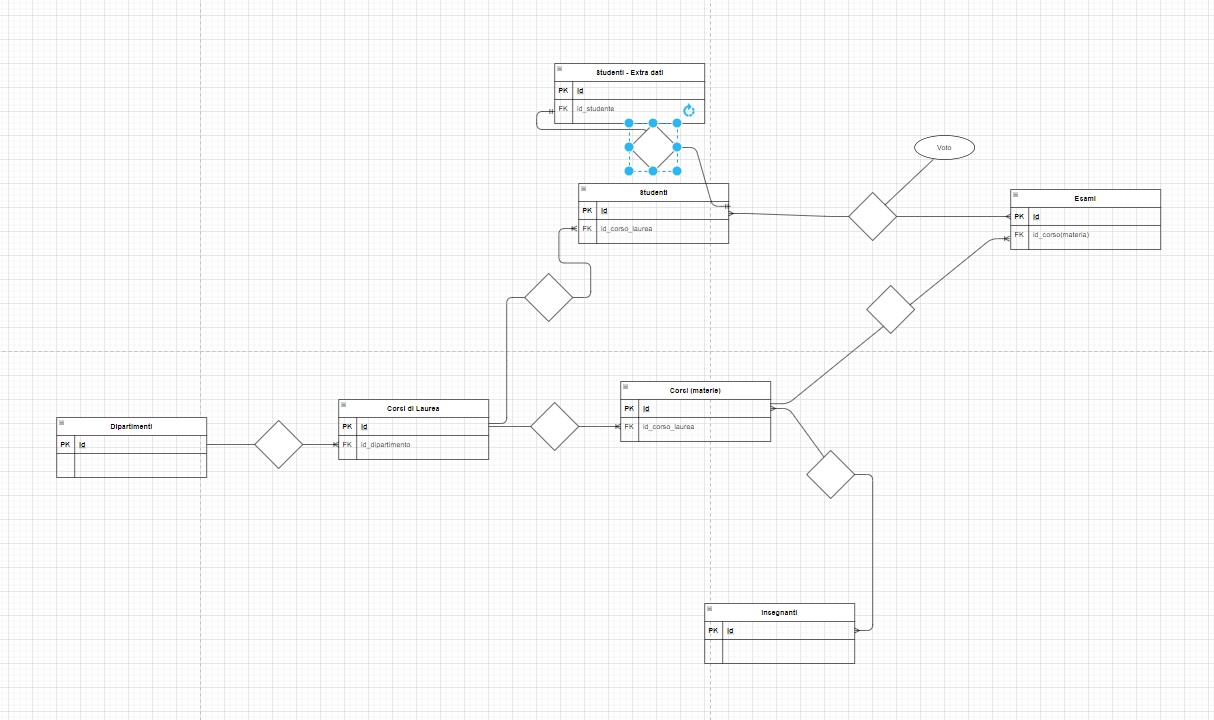 Studenti - Extra dati
PK id
FK id_studente
Voto
Studenti
PK id
FK id_corso_laurea
Esami
PK id
FK id_corso(materia)
Corsi (materie)
PK id
FK id_corso_laurea
Corsi di Laurea
PK id
FK id_dipartimento
Dipartimenti
PK id
Insegnanti
PK id